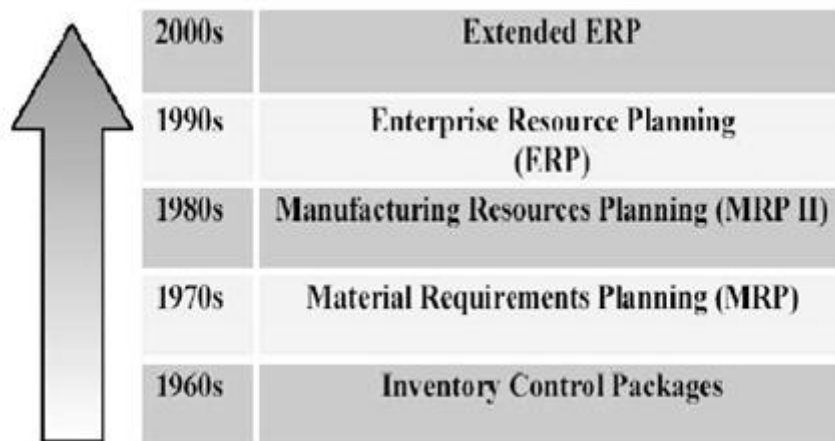 2000s Extended ERP
1990s Enterprise Resource Planning
(ERP)
1980s Manufacturing Resources Planning (MRP II)
1970s Material Requirements Planning (MRP)
1960s Inventory Control Packages